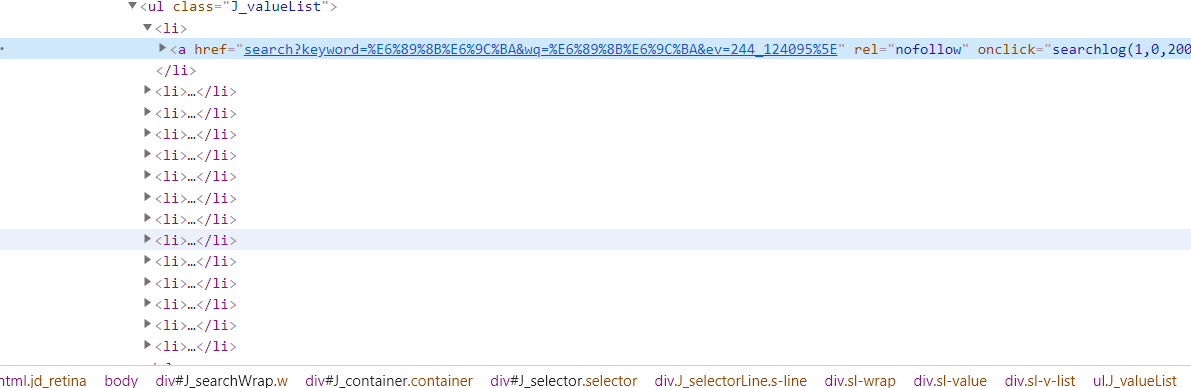 ▼<ul class="J_valueList">
▼<li>
▶<a href="search?keyword=%E6%89%8B%E6%9C%BA&wq=%E6%89%8B%E6%9C%BA&ev=244_124095%5E" rel="nofollow" onclick="searchlog(1,0,200
</li>
▶<li>…</li>
▶<li>…</li>
▶<li>…</li>
▶<li>…</li>
▶<li>…</li>
▶<li>…</li>
▶<li>…</li>
▶<li>…</li>
▶<li>…</li>
▶<li>…</li>
▶<li>…</li>
▶<li>…</li>
▶<li>…</li>
html.jd_retina body div#J_searchWrap.w div#J_container.container div#J_selector.selector div.J_selectorLine.s-line div.sl-wrap div.sl-value div.sl-v-list ul.J_valueList